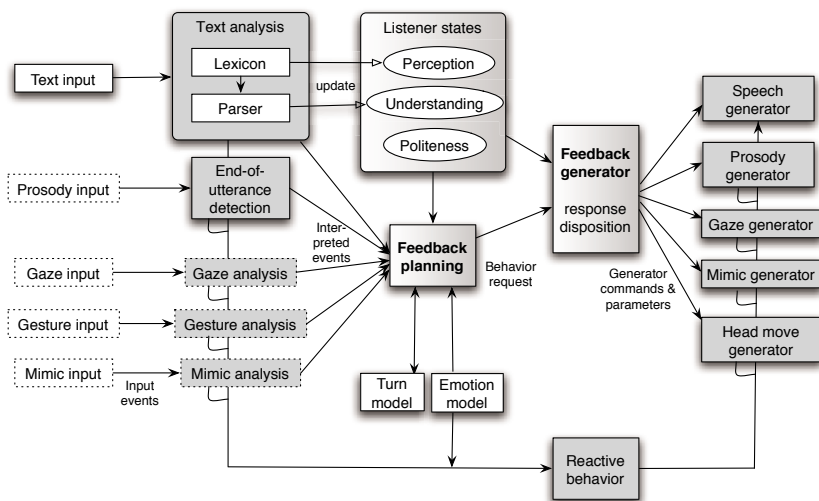 Text analysis
Lexicon
Parser
update
Listener states
Perception
Understanding
Politeness
Text input
Prosody input
Gaze input
Gesture input
Mimic input
Input
events
End-of-
utterance
detection
Gaze analysis
Gesture analysis
Mimic analysis
Inter-
preted
events
Feedback
planning
Behavior
request
Turn
model
Emotion
model
Feedback
generator
response
disposition
Generator
commands &
parameters
Speech
generator
Prosody
generator
Gaze generator
Mimic generator
Head move
generator
Reactive
behavior